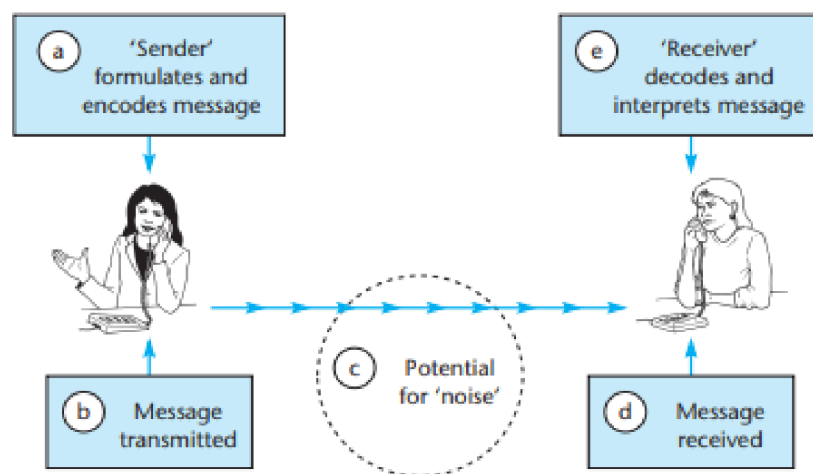 a
‘Sender’
formulates and
encodes message
e
‘Receiver’
decodes and
interprets message
c
Potential
for ‘noise’
b
Message
transmitted
d
Message
received